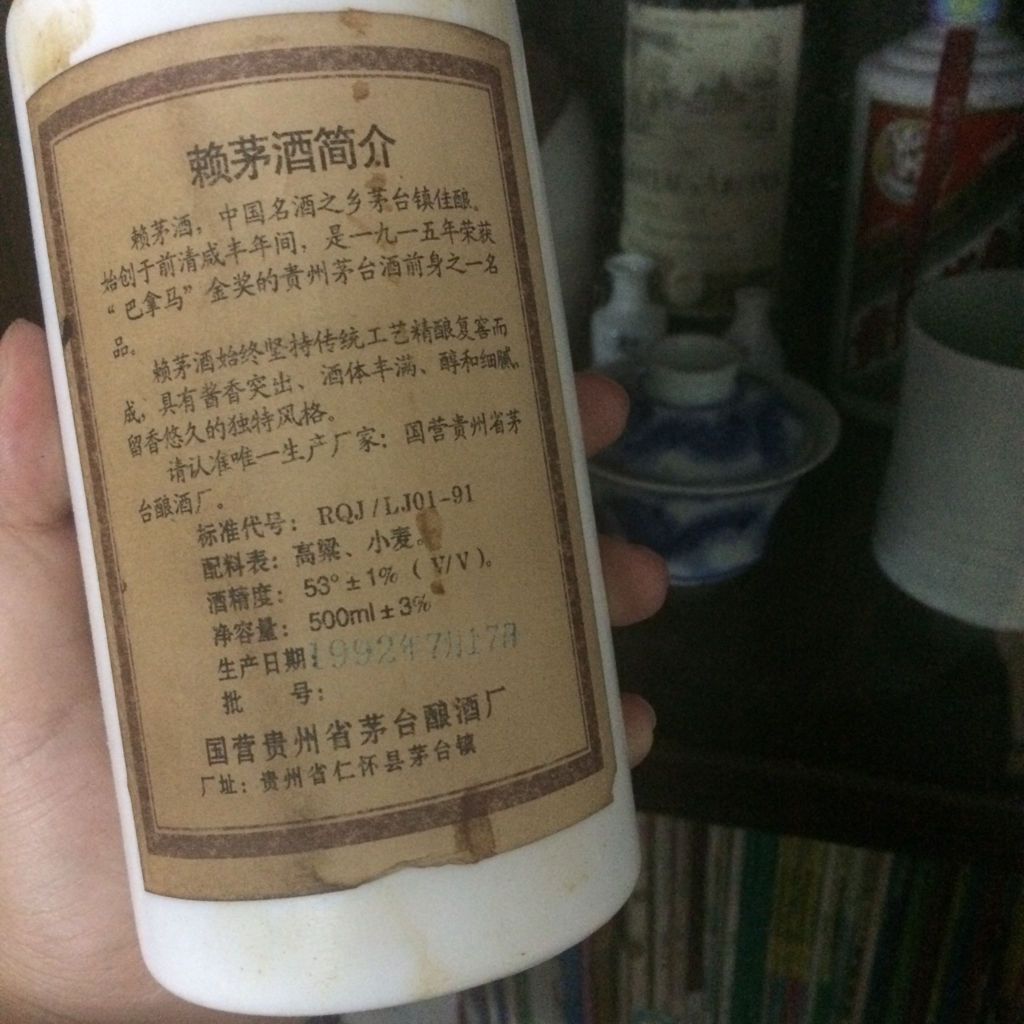 赖茅酒简介
赖茅酒，中国名酒之乡茅台镇佳酿。
始创于前清咸丰年间，是一九一五年荣获
“巴拿马”金奖的贵州茅台酒前身之一名
品。
赖茅酒始终坚持传统工艺精酿复窖而
成，具有酱香突出、酒体丰满、醇和细腻、
留香悠久的独特风格。
请认准唯一生产厂家：国营贵州省茅
台酿酒厂。
标准代号：RQJ/LJ01-91
配料表：高粱、小麦。
酒精度：53°±1%（V/V）。
净容量：500ml±3%
生产日期：1992年7月17日
批 号：
国营贵州省茅台酿酒厂
厂址：贵州省仁怀县茅台镇